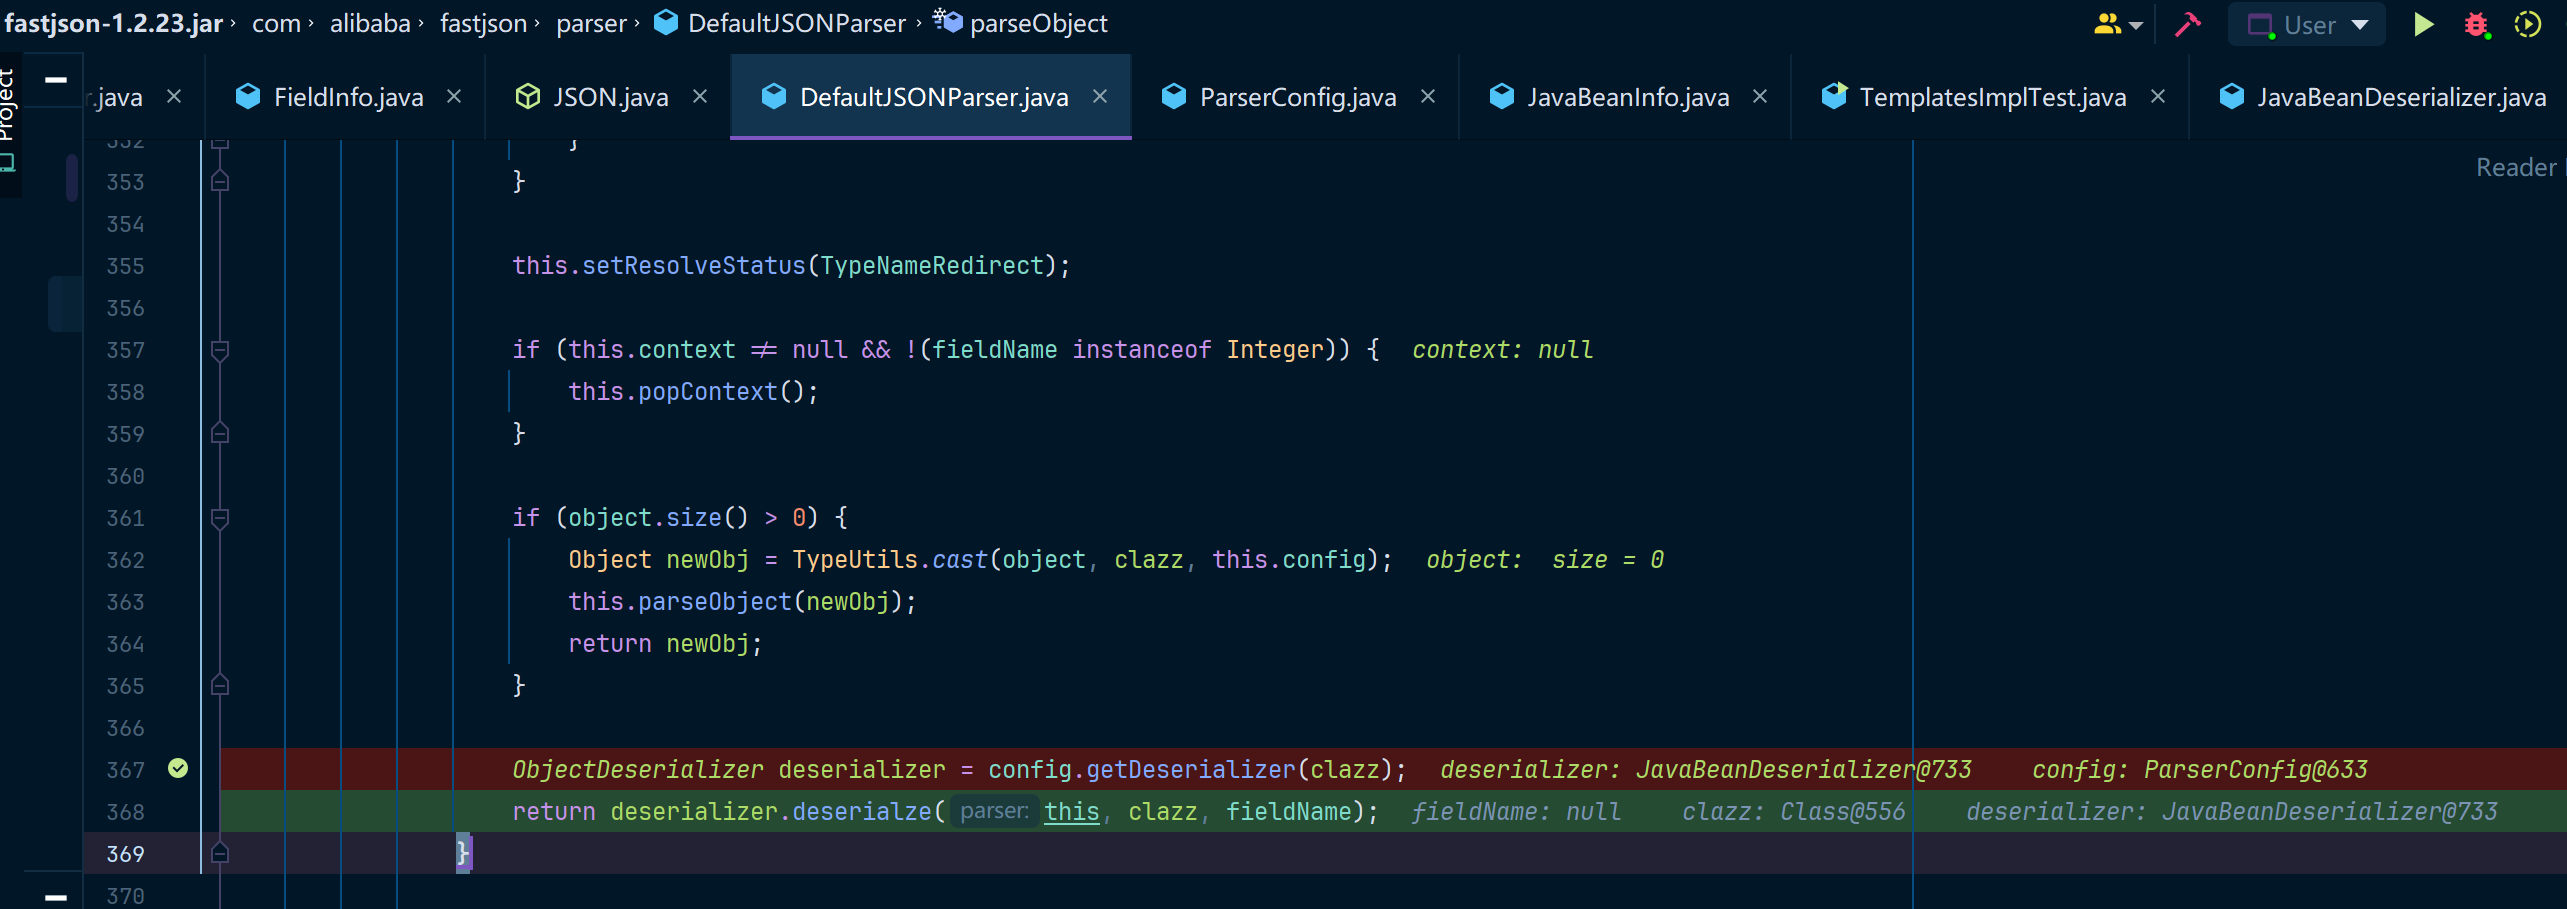 fastjson-1.2.23.jar › com › alibaba › fastjson › parser › DefaultJSONParser › parseObject
User
Project
.java × FieldInfo.java × JSON.java × DefaultJSONParser.java × ParserConfig.java × JavaBeanInfo.java × TemplatesImplTest.java × JavaBeanDeserializer.java
Reader
352 }
353 }
354
355 this.setResolveStatus(TypeNameRedirect);
356
357 if (this.context ≠ null && !(fieldName instanceof Integer)) { context: null
358 this.popContext();
359 }
360
361 if (object.size() > 0) {
362 Object newObj = TypeUtils.cast(object, clazz, this.config); object: size = 0
363 this.parseObject(newObj);
364 return newObj;
365 }
366
367 ObjectDeserializer deserializer = config.getDeserializer(clazz); deserializer: JavaBeanDeserializer@733 config: ParserConfig@633
368 return deserializer.deserialze( parser: this, clazz, fieldName); fieldName: null clazz: Class@556 deserializer: JavaBeanDeserializer@733
369 }
370